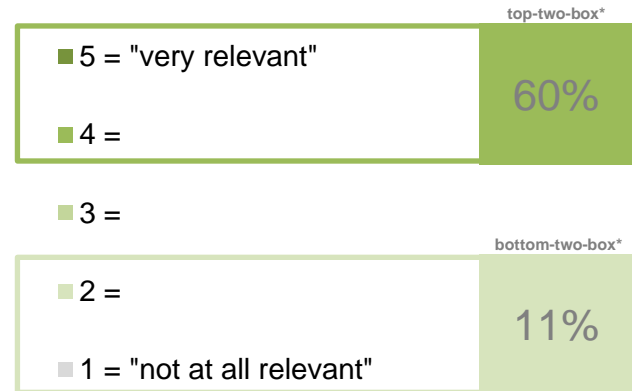 top-two-box*
5 = "very relevant"
60%
4 =
3 =
bottom-two-box*
2 =
11%
1 = "not at all relevant"